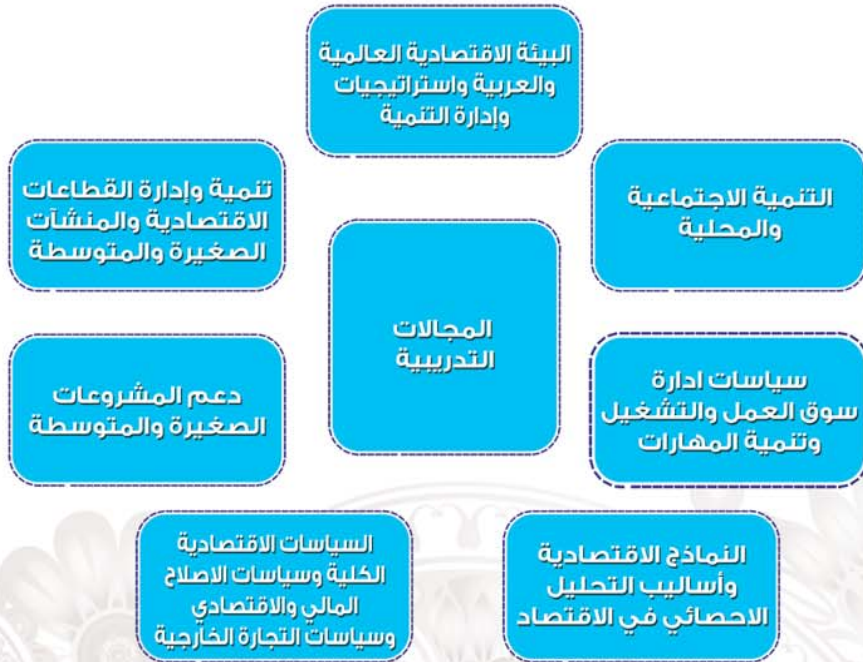 البيئة الاقتصادية العالمية
والعربية واستراتيجيات
وإدارة التنمية
التنمية الاجتماعية
والمحلية
تنمية وإدارة القطاعات
الاقتصادية والمنشآت
الصغيرة والمتوسطة
المجالات
التدريبية
سياسات ادارة
سوق العمل والتشغيل
وتنمية المهارات
دعم المشروعات
الصغيرة والمتوسطة
النماذج الاقتصادية
وأساليب التحليل
الاحصائي في الاقتصاد
السياسات الاقتصادية
الكلية وسياسات الاصلاح
المالي والاقتصادي
وسياسات التجارة الخارجية